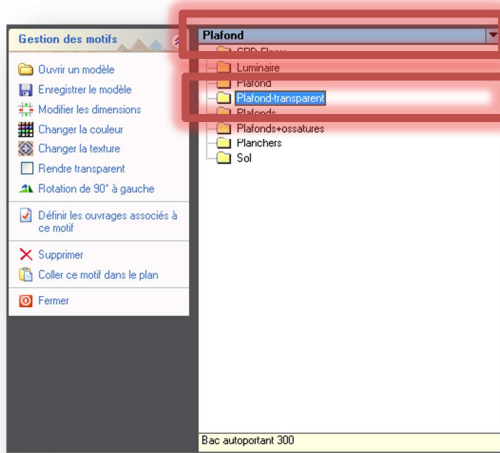 Gestion des motifs
Ouvrir un modèle
Enregistrer le modèle
Modifier les dimensions
Changer la couleur
Changer la texture
Rendre transparent
Rotation de 90° à gauche
Définir les ouvrages associés à
ce motif
Supprimer
Coller ce motif dans le plan
Fermer
Plafond
Luminaire
Plafond
Plafond-transparent
Plafonds
Plafonds+ossatures
Planchers
Sol
Bac autoportant 300